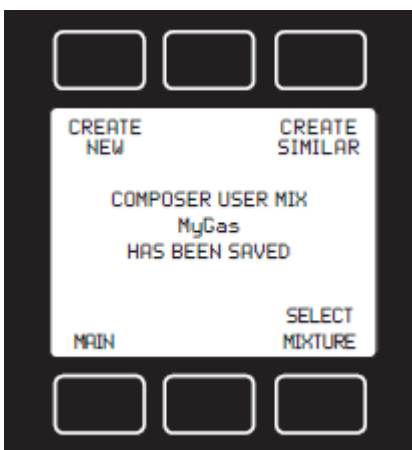 CREATE NEW
CREATE SIMILAR
COMPOSER USER MIX
MyGas
HAS BEEN SAVED
MAIN
SELECT MIXTURE